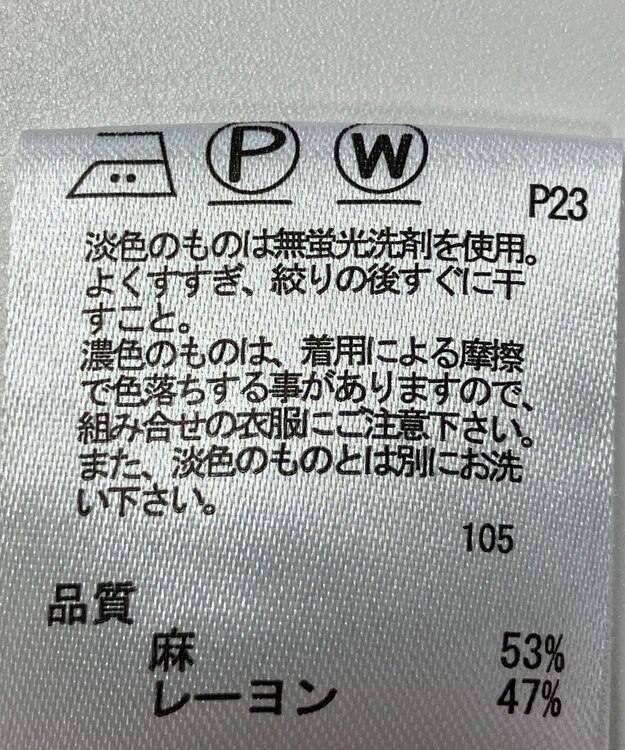 P W
P23
淡色のものは無蛍光洗剤を使用。
よくすすぎ、絞りの後すぐに干
すこと。
濃色のものは、着用による摩擦
で色落ちする事がありますので、
組み合せの衣服にご注意下さい。
また、淡色のものとは別にお洗
い下さい。
105
品質
麻 53%
レーヨン 47%